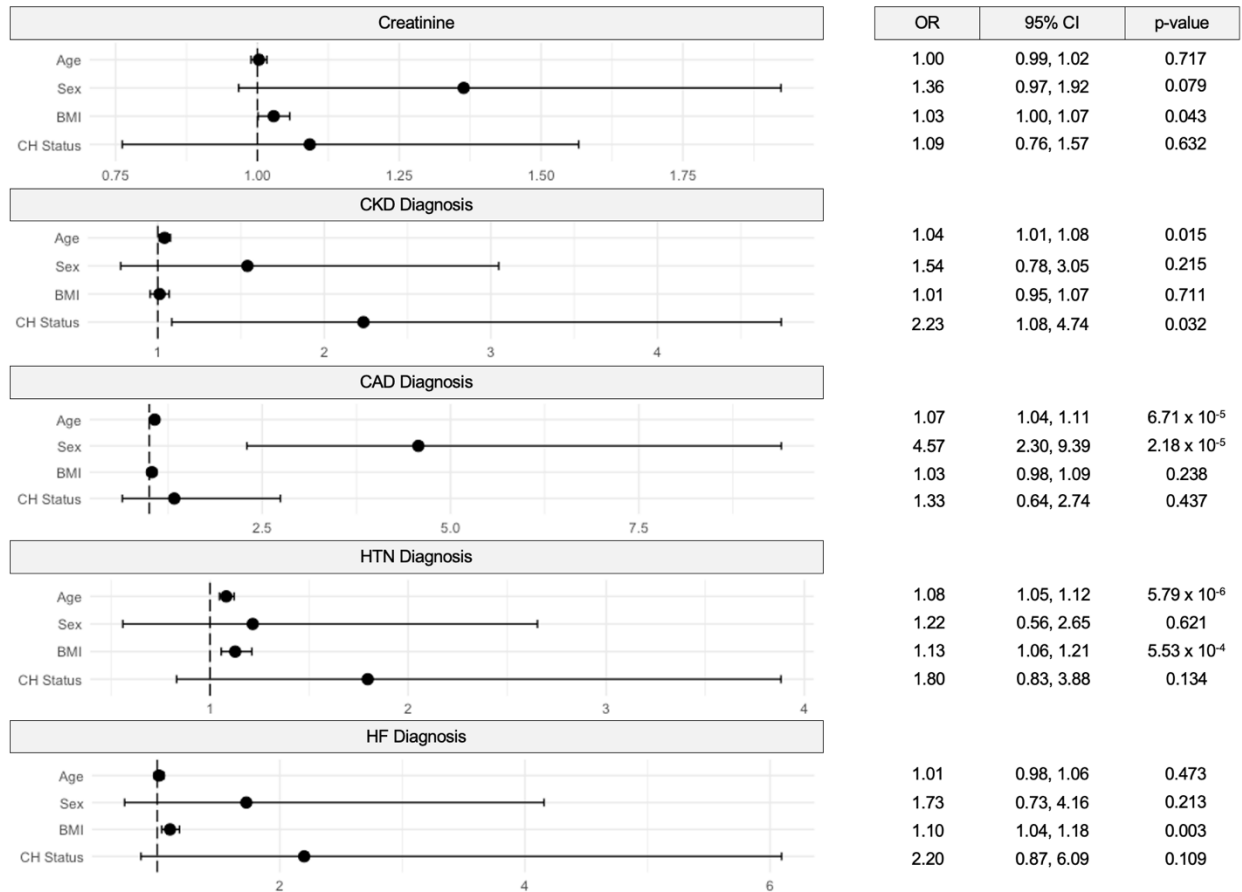 Creatinine OR 95% CI p-value
Age 1.00 0.99, 1.02 0.717
Sex 1.36 0.97, 1.92 0.079
BMI 1.03 1.00, 1.07 0.043
CH Status 1.09 0.76, 1.57 0.632
0.75 1.00 1.25 1.50 1.75
CKD Diagnosis
Age 1.04 1.01, 1.08 0.015
Sex 1.54 0.78, 3.05 0.215
BMI 1.01 0.95, 1.07 0.711
CH Status 2.23 1.08, 4.74 0.032
1 2 3 4
CAD Diagnosis
Age 1.07 1.04, 1.11 6.71 x 10⁻⁵
Sex 4.57 2.30, 9.39 2.18 x 10⁻⁵
BMI 1.03 0.98, 1.09 0.238
CH Status 1.33 0.64, 2.74 0.437
2.5 5.0 7.5
HTN Diagnosis
Age 1.08 1.05, 1.12 5.79 x 10⁻⁶
Sex 1.22 0.56, 2.65 0.621
BMI 1.13 1.06, 1.21 5.53 x 10⁻⁴
CH Status 1.80 0.83, 3.88 0.134
1 2 3 4
HF Diagnosis
Age 1.01 0.98, 1.06 0.473
Sex 1.73 0.73, 4.16 0.213
BMI 1.10 1.04, 1.18 0.003
CH Status 2.20 0.87, 6.09 0.109
2 4 6